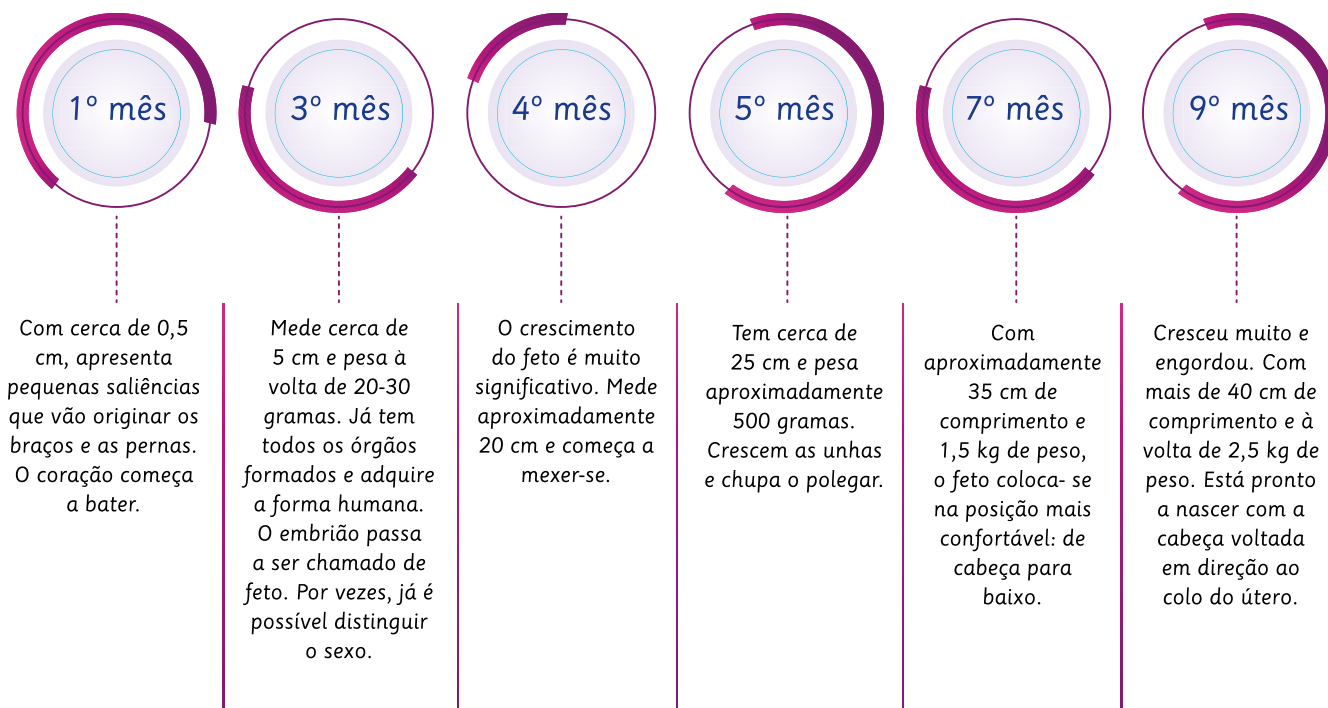 1º mês
Com cerca de 0,5
cm, apresenta
pequenas saliências
que vão originar os
braços e as pernas.
O coração começa
a bater.
3º mês
Mede cerca de
5 cm e pesa à
volta de 20-30
gramas. Já tem
todos os órgãos
formados e adquire
a forma humana.
O embrião passa
a ser chamado de
feto. Por vezes, já é
possível distinguir
o sexo.
4º mês
O crescimento
do feto é muito
significativo. Mede
aproximadamente
20 cm e começa a
mexer-se.
5º mês
Tem cerca de
25 cm e pesa
aproximadamente
500 gramas.
Crescem as unhas
e chupa o polegar.
7º mês
Com
aproximadamente
35 cm de
comprimento e
1,5 kg de peso,
o feto coloca- se
na posição mais
confortável: de
cabeça para
baixo.
9º mês
Cresceu muito e
engordou. Com
mais de 40 cm de
comprimento e à
volta de 2,5 kg de
peso. Está pronto
a nascer com a
cabeça voltada
em direção ao
colo do útero.